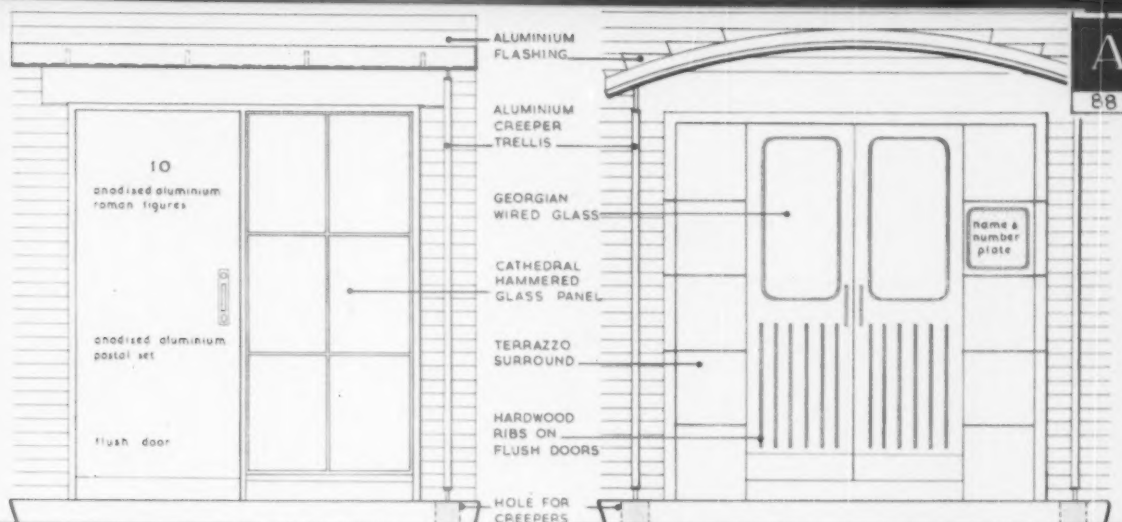 ALUMINIUM
FLASHING
ALUMINIUM
CREEPER
TRELLIS
GEORGIAN
WIRED GLASS
CATHEDRAL
HAMMERED
GLASS PANEL
TERRAZZO
SURROUND
HARDWOOD
RIBS ON
FLUSH DOORS
HOLE FOR
CREEPERS
10
anodised aluminium
roman figures
anodised aluminium
postal set
flush door
name &
number
plate
A
88